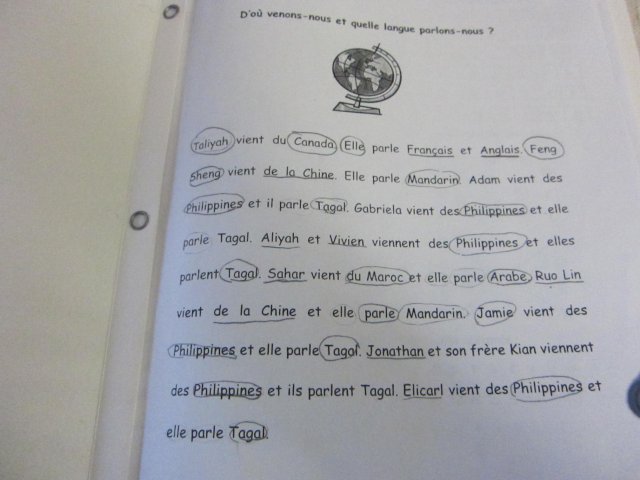 D'où venons-nous et quelle langue parlons-nous ?
Taliyah vient du Canada. Elle parle Français et Anglais. Feng
Sheng vient de la Chine. Elle parle Mandarin. Adam vient des
Philippines et il parle Tagal. Gabriela vient des Philippines et elle
parle Tagal. Aliyah et Vivien viennent des Philippines et elles
parlent Tagal. Sahar vient du Maroc et elle parle Arabe. Ruo Lin
vient de la Chine et elle parle Mandarin. Jamie vient des
Philippines et elle parle Tagal. Jonathan et son frère Kian viennent
des Philippines et ils parlent Tagal. Elicarl vient des Philippines et
elle parle Tagal.